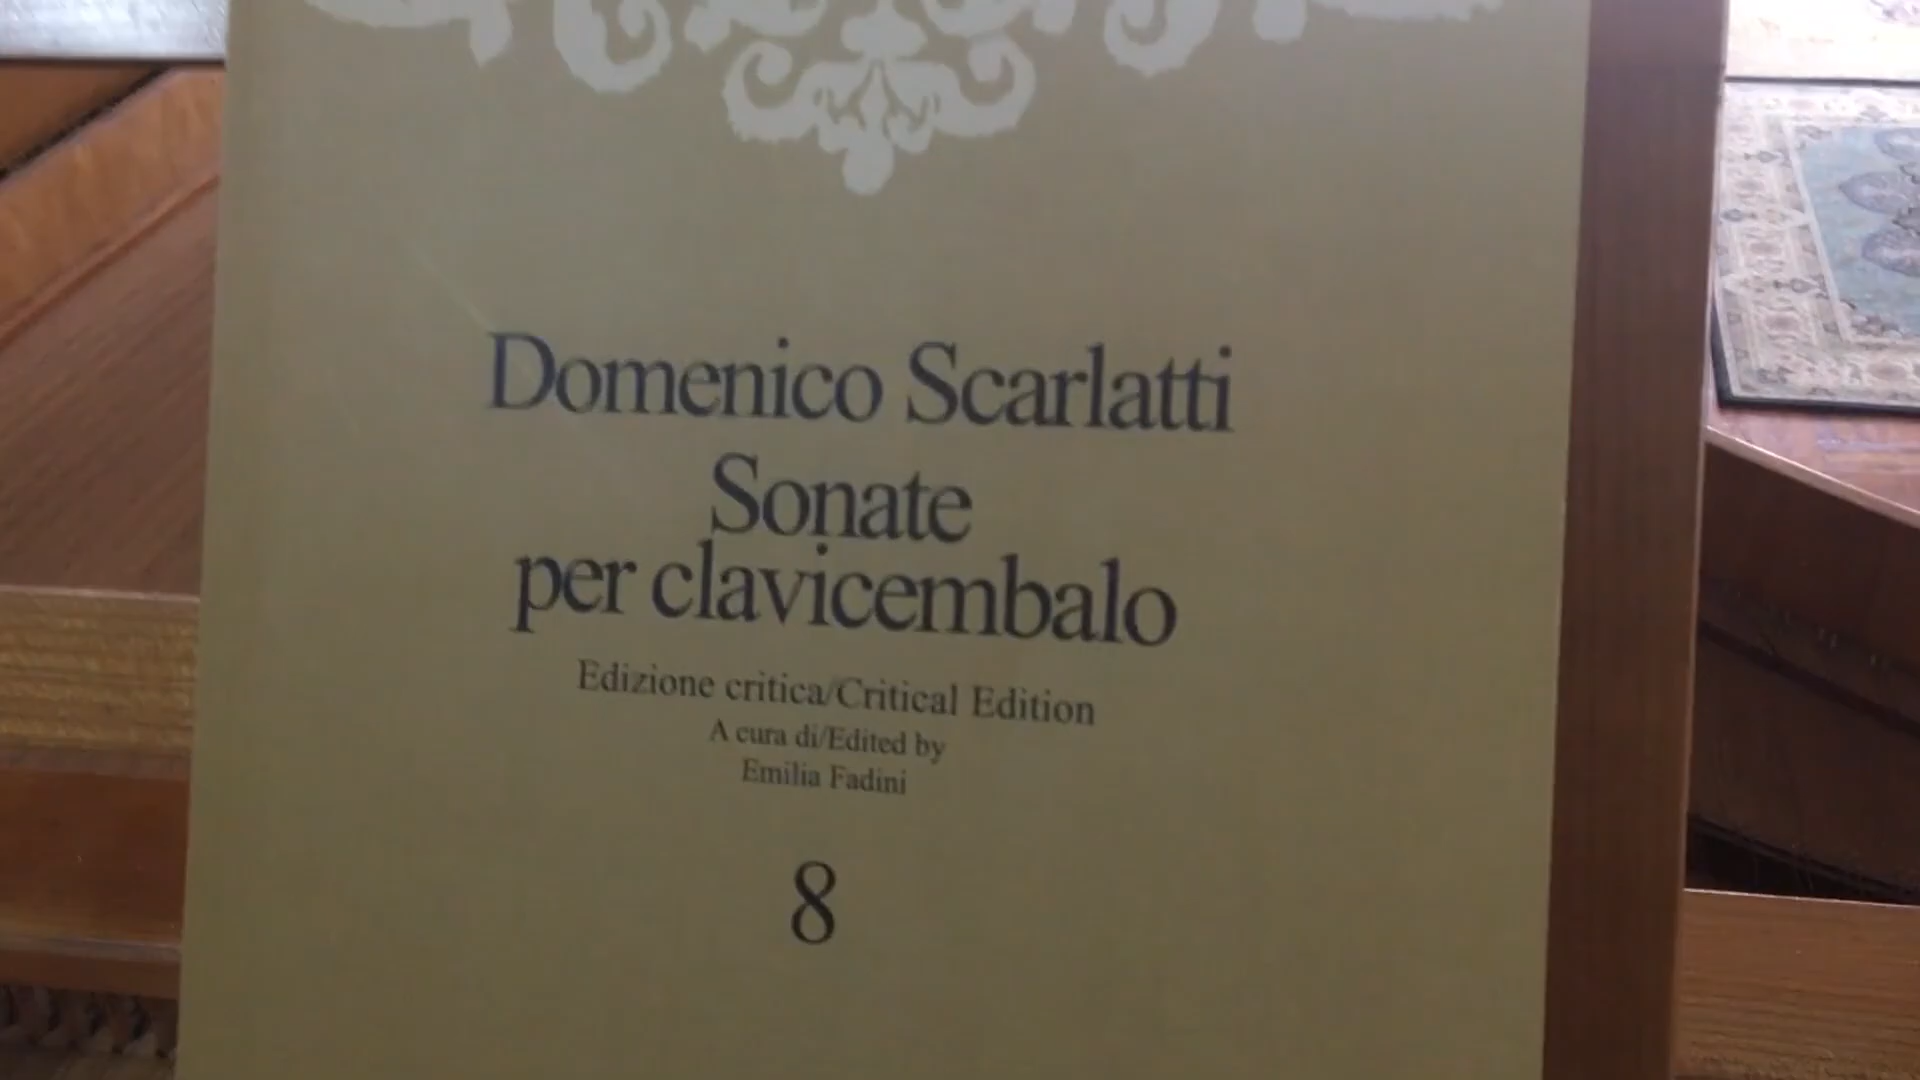 Domenico Scarlatti
Sonate
per clavicembalo
Edizione critica/Critical Edition
A cura di/Edited by
Emilia Fadini
8